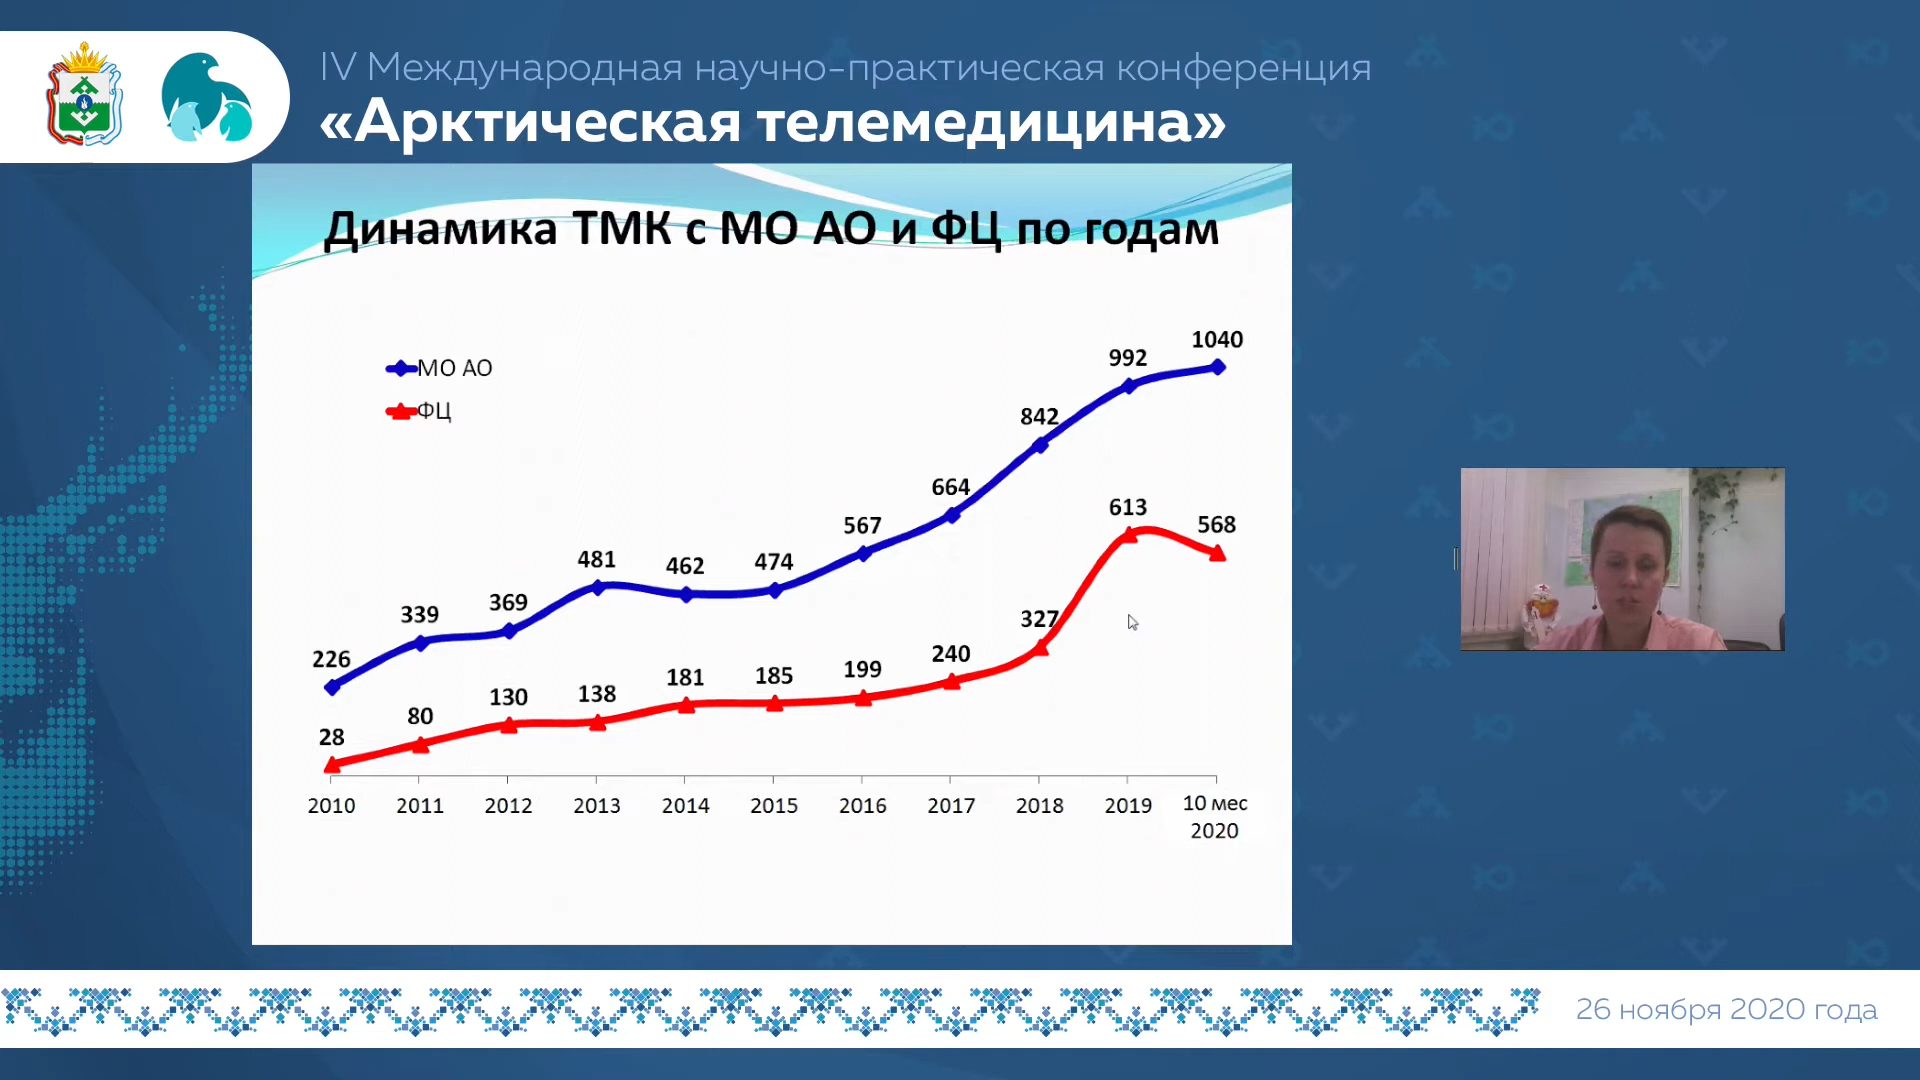 IV Международная научно-практическая конференция
«Арктическая телемедицина»
Динамика ТМК с МО АО и ФЦ по годам
МО АО
ФЦ
226 339 369 481 462 474 567 664 842 992 1040
28 80 130 138 181 185 199 240 327 613 568
2010 2011 2012 2013 2014 2015 2016 2017 2018 2019 10 мес
2020
26 ноября 2020 года